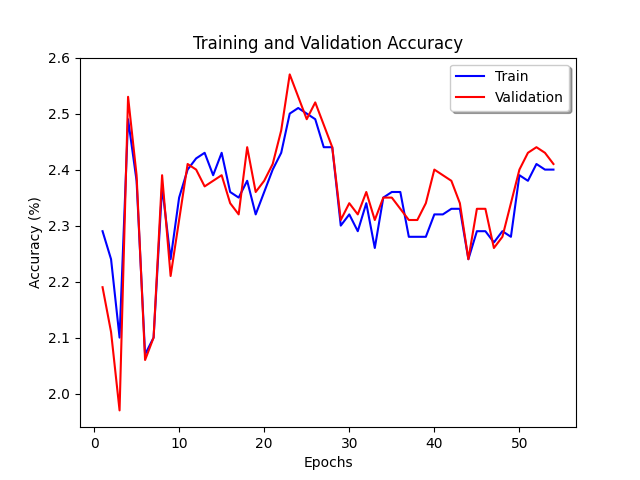 Training and Validation Accuracy
Train
Validation
Accuracy (%)
2.6
2.5
2.4
2.3
2.2
2.1
2.0
0 10 20 30 40 50
Epochs